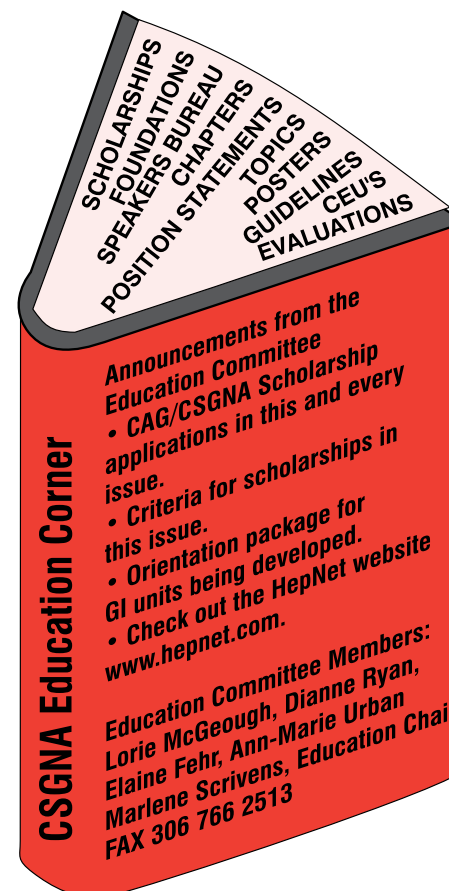 SCHOLARSHIPS
FOUNDATIONS
SPEAKERS BUREAU
CHAPTERS
POSITION STATEMENTS
TOPICS
POSTERS
GUIDELINES
CEU'S
EVALUATIONS
CSGNA Education Corner
Announcements from the
Education Committee
• CAG/CSGNA Scholarship
applications in this and every
issue.
• Criteria for scholarships in
this issue.
• Orientation package for
GI units being developed.
• Check out the HepNet website
www.hepnet.com.
Education Committee Members:
Lorie McGeough, Dianne Ryan,
Elaine Fehr, Ann-Marie Urban
Marlene Scrivens, Education Chai
FAX 306 766 2513